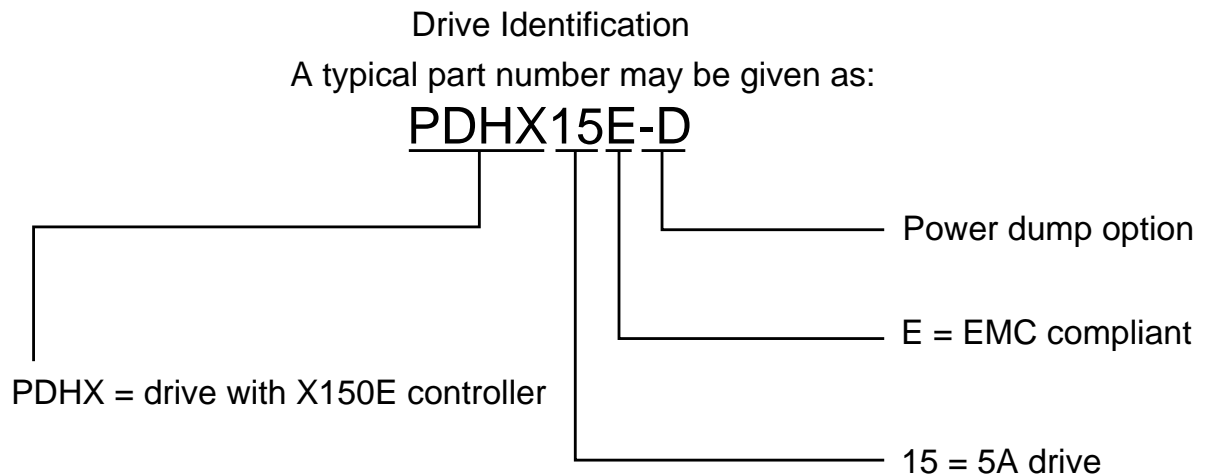 Drive Identification
A typical part number may be given as:
PDHX15E-D
Power dump option
E = EMC compliant
PDHX = drive with X150E controller
15 = 5A drive